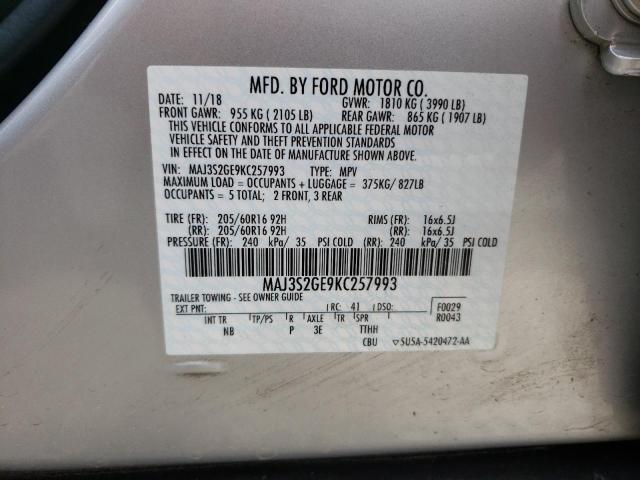 MFD. BY FORD MOTOR CO.
DATE: 11/18 GVWR: 1810 KG ( 3990 LB)
FRONT GAWR: 955 KG ( 2105 LB) REAR GAWR: 865 KG ( 1907 LB)
THIS VEHICLE CONFORMS TO ALL APPLICABLE FEDERAL MOTOR
VEHICLE SAFETY AND THEFT PREVENTION STANDARDS
IN EFFECT ON THE DATE OF MANUFACTURE SHOWN ABOVE.
VIN: MAJ3S2GE9KC257993 TYPE: MPV
MAXIMUM LOAD = OCCUPANTS + LUGGAGE = 375KG/ 827LB
OCCUPANTS = 5 TOTAL; 2 FRONT, 3 REAR
TIRE (FR): 205/60R16 92H RIMS (FR): 16x6.5J
(RR): 205/60R16 92H (RR): 16x6.5J
PRESSURE (FR): 240 kPa/ 35 PSI COLD (RR): 240 kPa/ 35 PSI COLD
MAJ3S2GE9KC257993
TRAILER TOWING - SEE OWNER GUIDE
EXT PNT: RC: 41 DSO: F0029
INT TR TP/PS R AXLE TR SPR R0043
NB P 3E TTHH
CBU ▽SU5A-5420472-AA